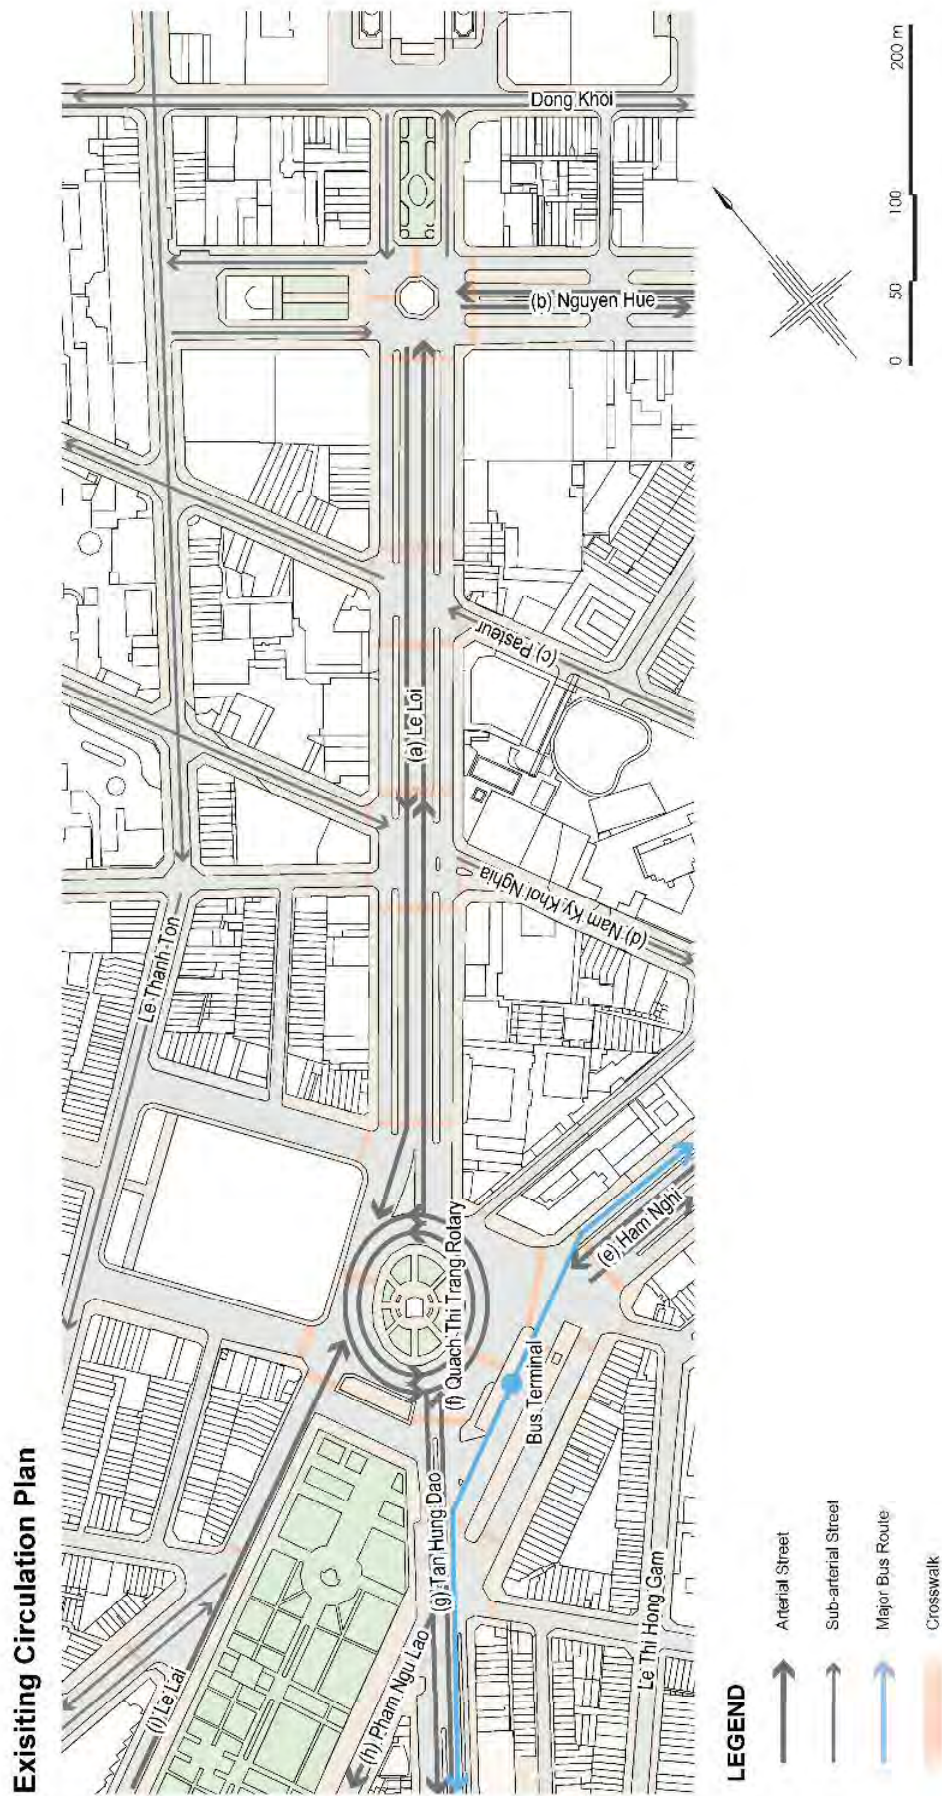 Exisiting Circulation Plan
(i) Le Lai
(h) Pham Ngu Lao
(g) Tan Hung Dao
Le Thi Hong Gam
Bus Terminal
(f) Quach Thi Trang Rotary
(e) Ham Nghi
Le Thanh Ton
(d) Nam Ky Khoi Nghia
(a) Le Loi
(c) Pasteur
(b) Nguyen Hue
Dong Khoi
LEGEND
Arterial Street
Sub-arterial Street
Major Bus Route
Crosswalk
0 50 100 200 m